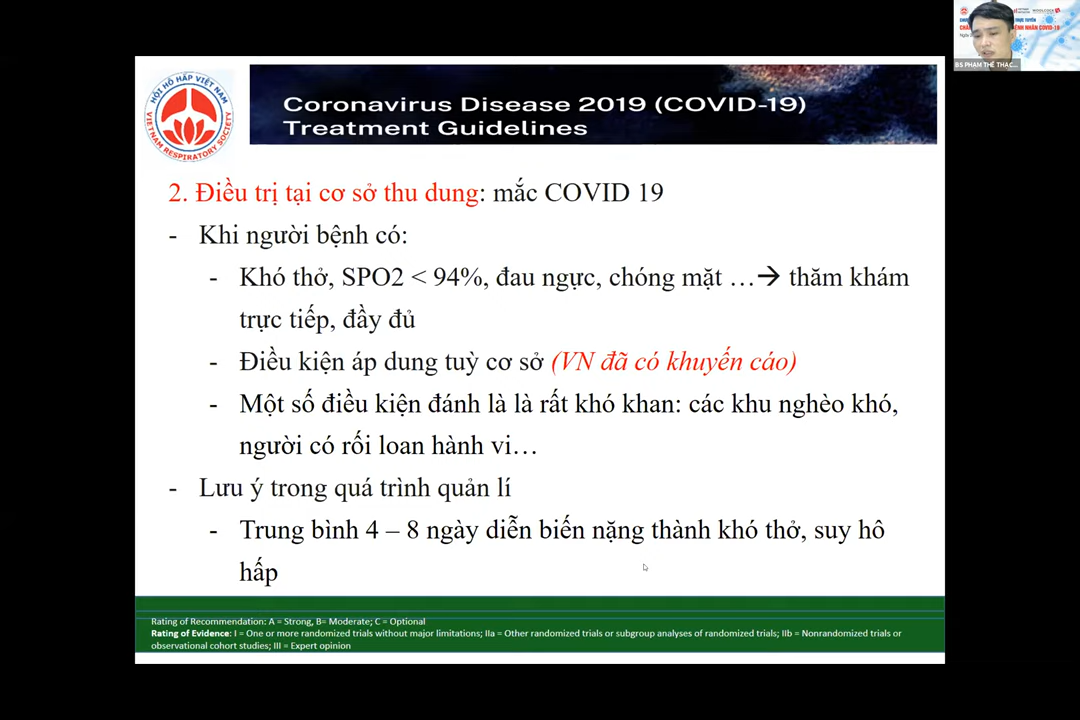 HỘI HÔ HẤP VIỆT NAM
VIETNAM RESPIRATORY SOCIETY
Coronavirus Disease 2019 (COVID-19)
Treatment Guidelines
TRỰC TUYẾN
BỆNH NHÂN COVID-19
BS PHẠM THẾ THẠC...
2. Điều trị tại cơ sở thu dung: mắc COVID 19
- Khi người bệnh có:
- Khó thở, SPO2 < 94%, đau ngực, chóng mặt …→ thăm khám
trực tiếp, đầy đủ
- Điều kiện áp dung tuỳ cơ sở (VN đã có khuyến cáo)
- Một số điều kiện đánh là là rất khó khan: các khu nghèo khó,
người có rối loan hành vi…
- Lưu ý trong quá trình quản lí
- Trung bình 4 – 8 ngày diễn biến nặng thành khó thở, suy hô
hấp
Rating of Recommendation: A = Strong, B= Moderate; C = Optional
Rating of Evidence: I = One or more randomized trials without major limitations; IIa = Other randomized trials or subgroup analyses of randomized trials; IIb = Nonrandomized trials or
observational cohort studies; III = Expert opinion